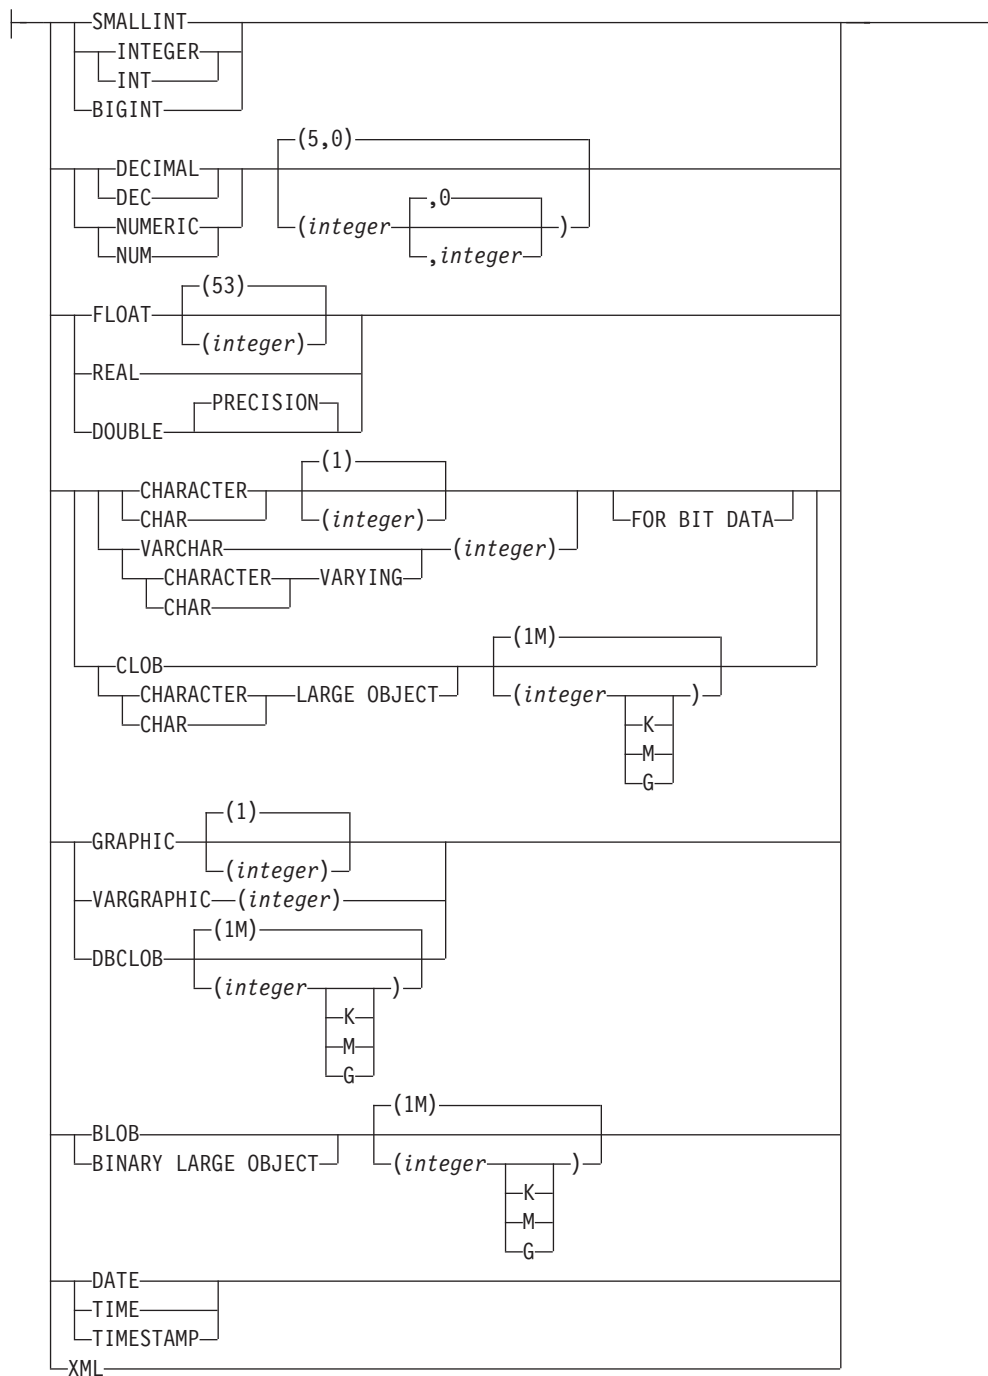 SMALLINT
INTEGER
INT
BIGINT
(5,0)
DECIMAL
,0
DEC
NUMERIC (integer )
NUM ,integer
(53)
FLOAT
(integer)
REAL
PRECISION
DOUBLE
(1)
CHARACTER
CHAR (integer) FOR BIT DATA
VARCHAR (integer)
CHARACTER VARYING
CHAR
(1M)
CLOB
CHARACTER LARGE OBJECT (integer )
CHAR K
M
G
(1)
GRAPHIC
(integer)
VARGRAPHIC (integer)
(1M)
DBCLOB
(integer )
K
M
G
(1M)
BLOB
BINARY LARGE OBJECT (integer )
K
M
G
DATE
TIME
TIMESTAMP
XML